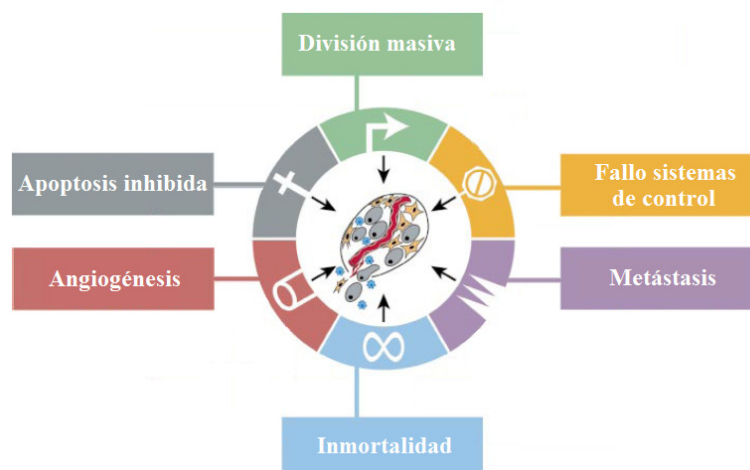 División masiva
Apoptosis inhibida
Fallo sistemas
de control
Angiogénesis
Metástasis
Inmortalidad